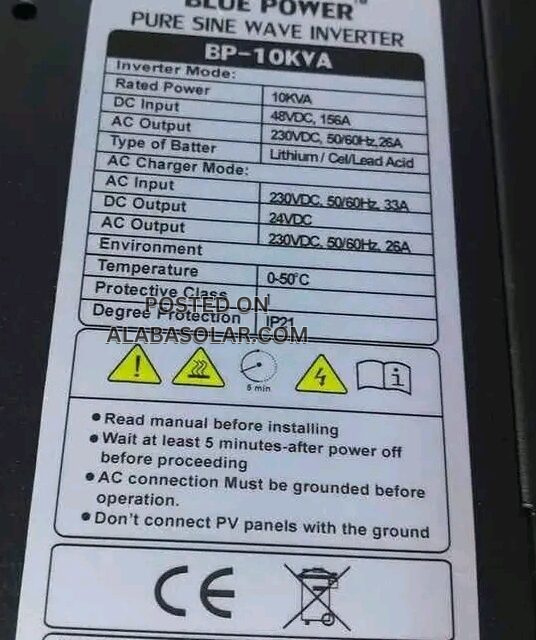 BLUE POWER
PURE SINE WAVE INVERTER
BP-10KVA
Inverter Mode:
Rated Power 10KVA
DC Input 48VDC, 156A
AC Output 230VDC, 50/60Hz, 26A
Type of Batter Lithium / Cel/Lead Acid
AC Charger Mode:
AC Input 230VDC, 50/60Hz, 33A
DC Output 24VDC
AC Output 230VDC, 50/60Hz, 26A
Environment
Temperature 0-50°C
Protective Class I
Degree Protection IP21
POSTED ON
ALABASOLAR.COM
5 min
i
•Read manual before installing
•Wait at least 5 minutes-after power off
before proceeding
•AC connection Must be grounded before
operation.
•Don't connect PV panels with the ground
CE